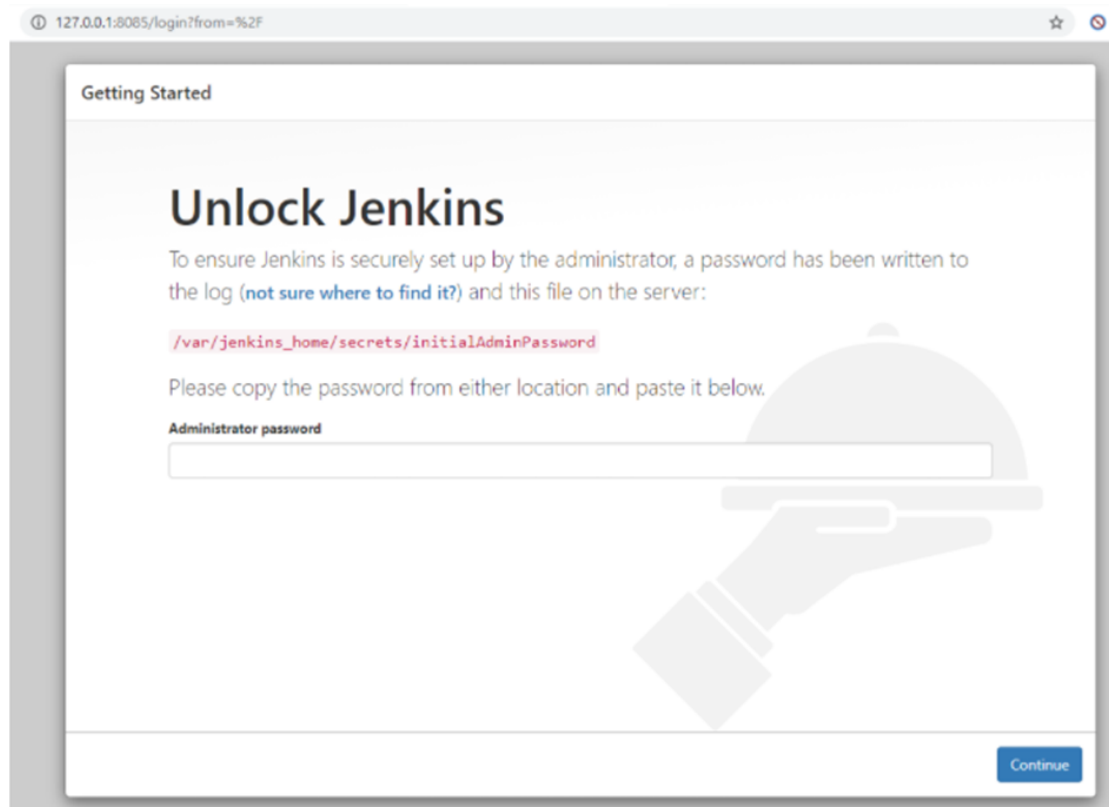 127.0.0.1:8085/login?from=%2F
Getting Started
Unlock Jenkins
To ensure Jenkins is securely set up by the administrator, a password has been written to
the log (not sure where to find it?) and this file on the server:
/var/jenkins_home/secrets/initialAdminPassword
Please copy the password from either location and paste it below.
Administrator password
Continue